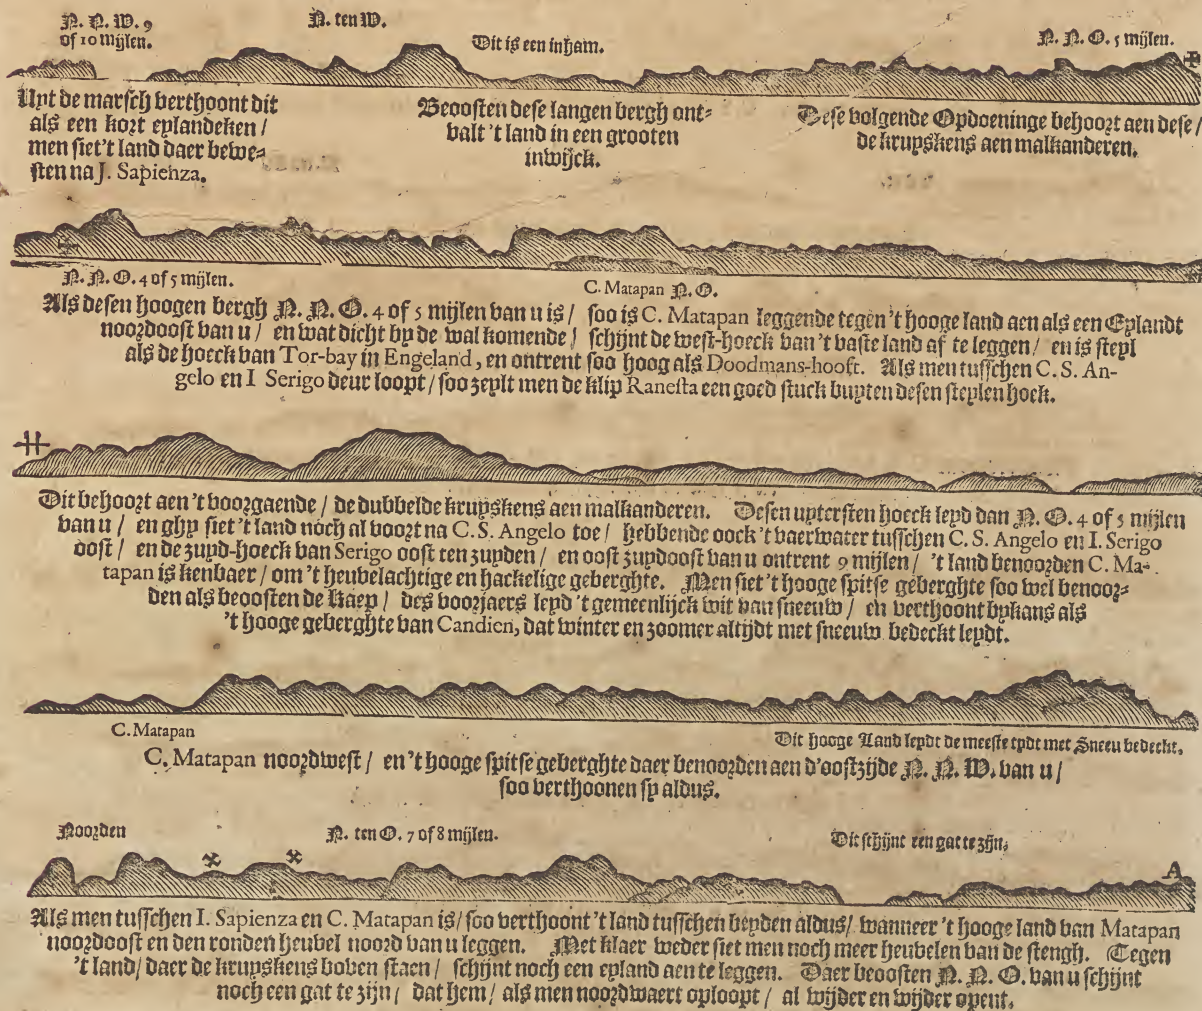 N. N. W. 9
of 10 mijlen.
N. ten W.
Dit is een inham.
N. N. O. 5 mijlen.
Uyt de marsch verthoont dit
als een kort eylandeken /
men siet 't land daer bewe-
sten na J. Sapienza.
Beoosten dese langen bergh ont-
valt 't land in een grooten
inwijck.
Dese volgende Opdoeninge behoort aen dese /
de kruyskens aen malkanderen.
N. N. O. 4 of 5 mijlen.
C. Matapan N. O.
Als desen hoogen bergh N. N. O. 4 of 5 mijlen van u is / soo is C. Matapan leggende tegen 't hooge land aen als een Eylandt
noordoost van u / en wat dicht by de wal komende / schijnt de west-hoeck van 't vaste land af te leggen / en is steyl
als de hoeck van Tor-bay in Engeland, en ontrent soo hoog als Doodmans-hooft. Als men tusschen C. S. An-
gelo en I Serigo deur loopt / soo zeylt men de klip Ranesta een goed stuck buyten desen steylen hoek.
Dit behoort aen 't voorgaende / de dubbelde kruyskens aen malkanderen. Desen uytersten hoeck leyd dan N. O. 4 of 5 mijlen
van u / en ghy siet 't land noch al voort na C. S. Angelo toe / hebbende oock 't vaerwater tusschen C. S. Angelo en I. Serigo
oost / en de zuyd-hoeck van Serigo oost ten zuyden / en oost zuydoost van u ontrent 9 mijlen / 't land benoorden C. Ma-
tapan is kenbaer / om 't heubelachtige en hackelige geberghte. Men siet 't hooge spitse geberghte soo wel benoor-
den als beoosten de Kaep / des voorjaers leyd 't gemeenlijck wit van sneeuw / en verthoont bykans als
't hooge geberghte van Candien, dat winter en zoomer altijdt met sneeuw bedeckt leydt.
C. Matapan
Dit hooge Land leydt de meeste tydt met Sneeu bedeckt,
C. Matapan noordwest / en 't hooge spitse geberghte daer benoorden aen d'oostzijde N. N. W. van u /
soo verthoonen sy aldus.
Noorden
N. ten O. 7 of 8 mijlen.
Dit schijnt een gat te zijn,
A
Als men tusschen I. Sapienza en C. Matapan is / soo verthoont 't land tusschen beyden aldus / wanneer 't hooge land van Matapan
noordoost en den ronden heubel noord van u leggen. Met klaer weder siet men noch meer heubelen van de stengh. Tegen
't land / daer de kruyskens boven staen / schijnt noch een eyland aen te leggen. Daer beoosten N. N. O. van u schijnt
noch een gat te zijn / dat hem / als men noordwaert oploopt / al wijder en wijder opent.